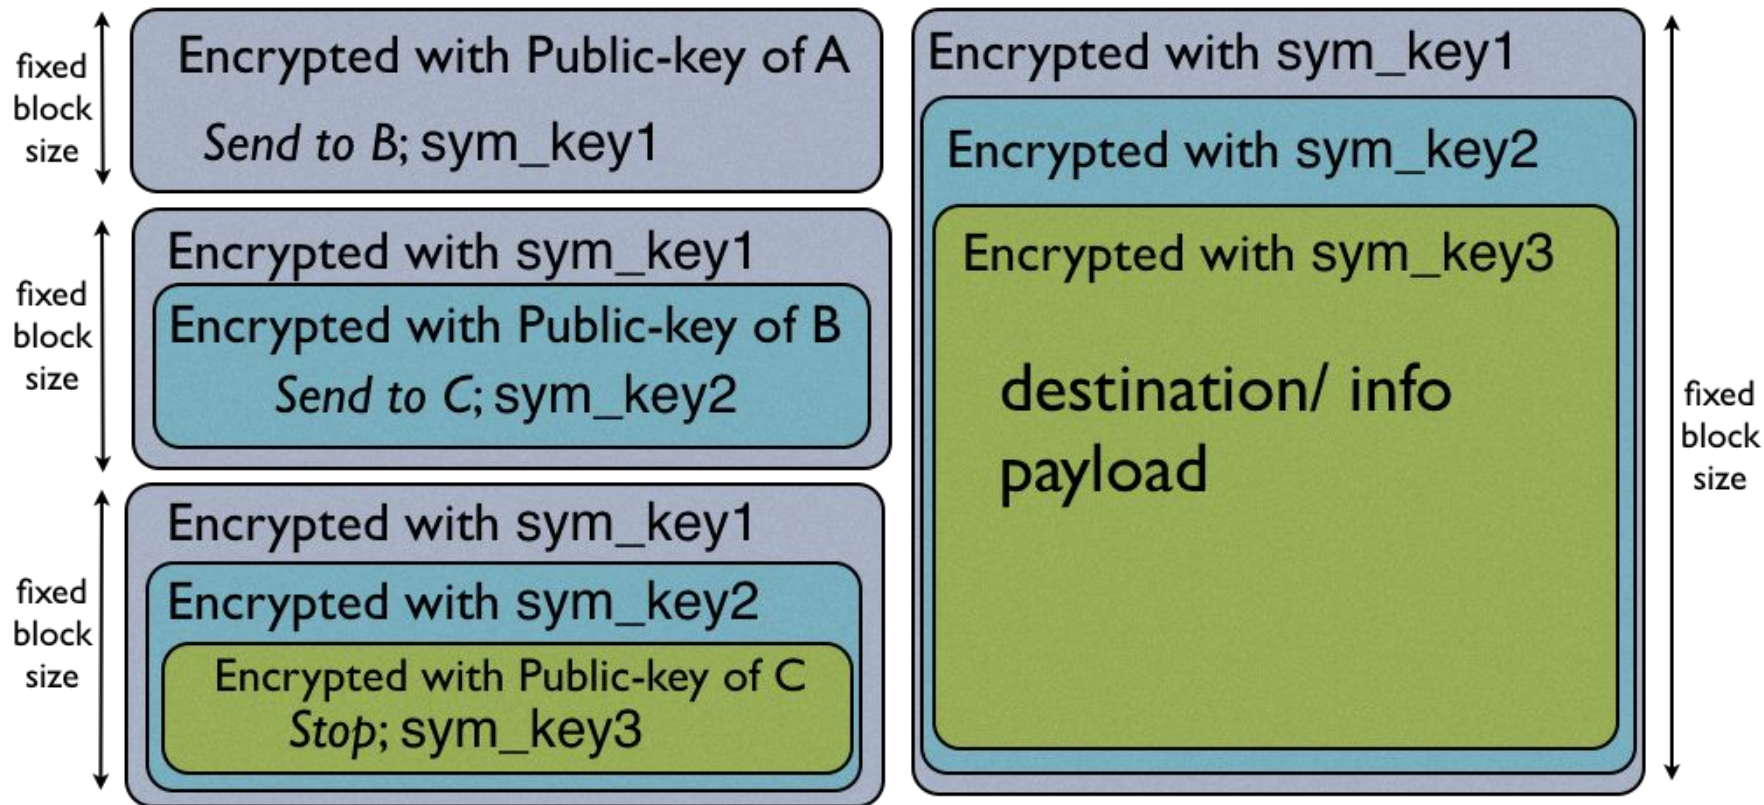 fixed
block
size
Encrypted with Public-key of A
Send to B; sym_key1
fixed
block
size
Encrypted with sym_key1
Encrypted with Public-key of B
Send to C; sym_key2
fixed
block
size
Encrypted with sym_key1
Encrypted with sym_key2
Encrypted with Public-key of C
Stop; sym_key3
Encrypted with sym_key1
Encrypted with sym_key2
Encrypted with sym_key3
destination/ info
payload
fixed
block
size